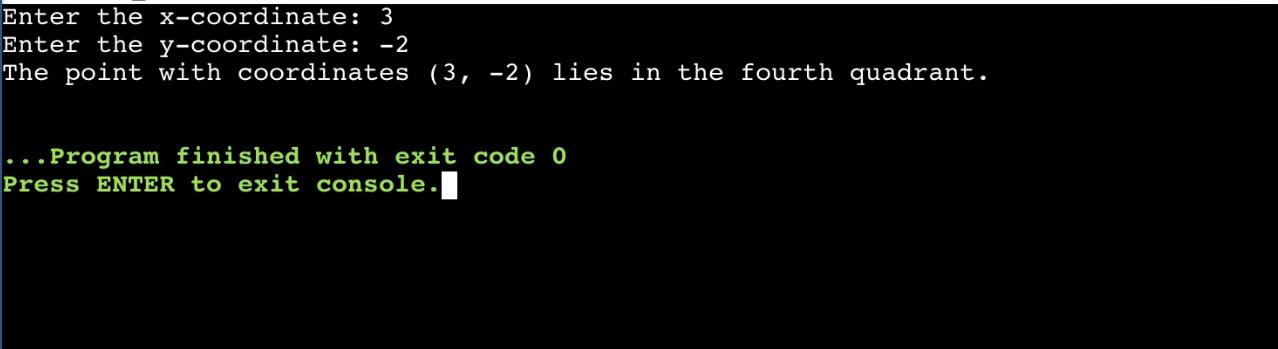 Enter the x-coordinate: 3
Enter the y-coordinate: -2
The point with coordinates (3, -2) lies in the fourth quadrant.
...Program finished with exit code 0
Press ENTER to exit console.